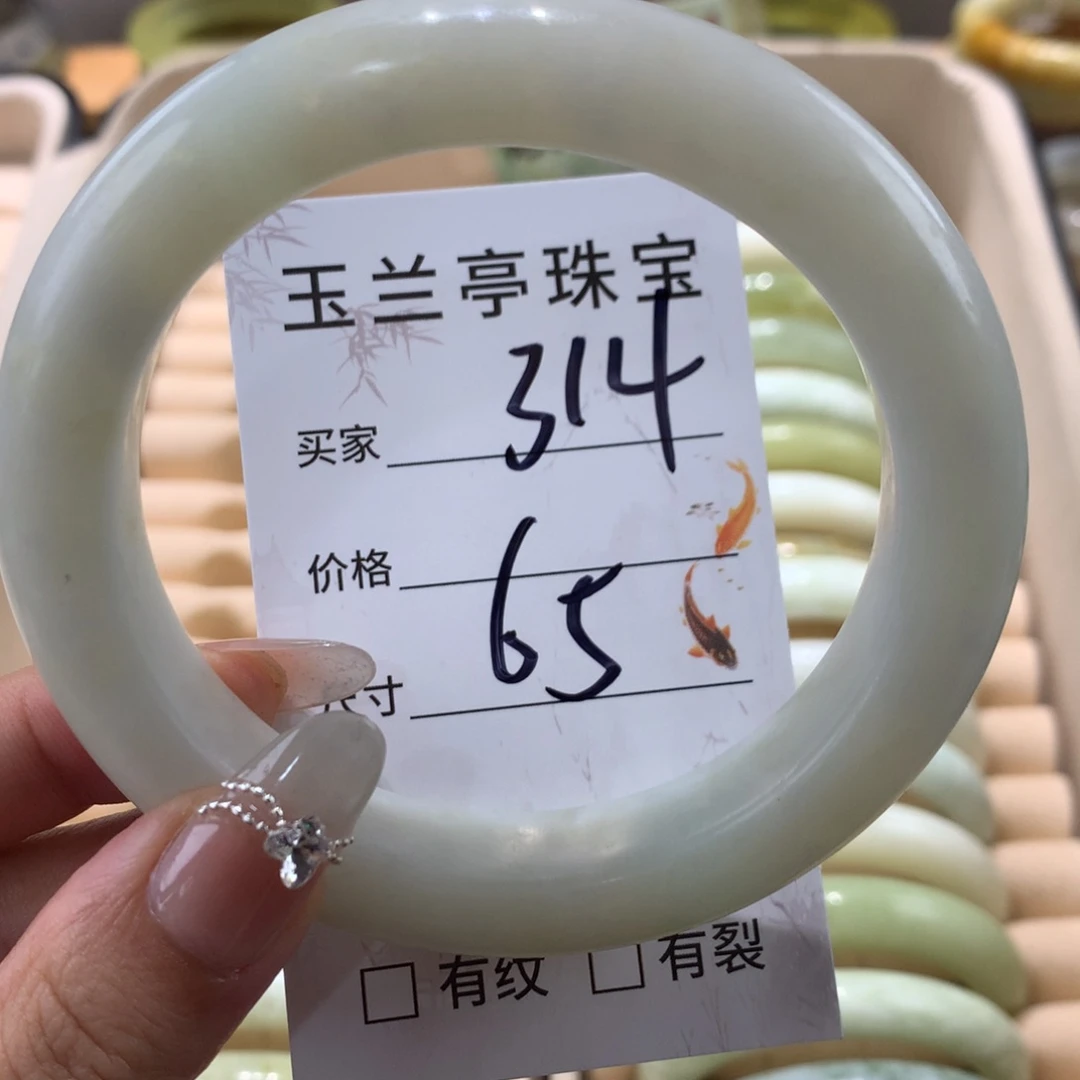 玉兰亭珠宝
买家 314
价格
尺寸 65
□ 有纹 □ 有裂